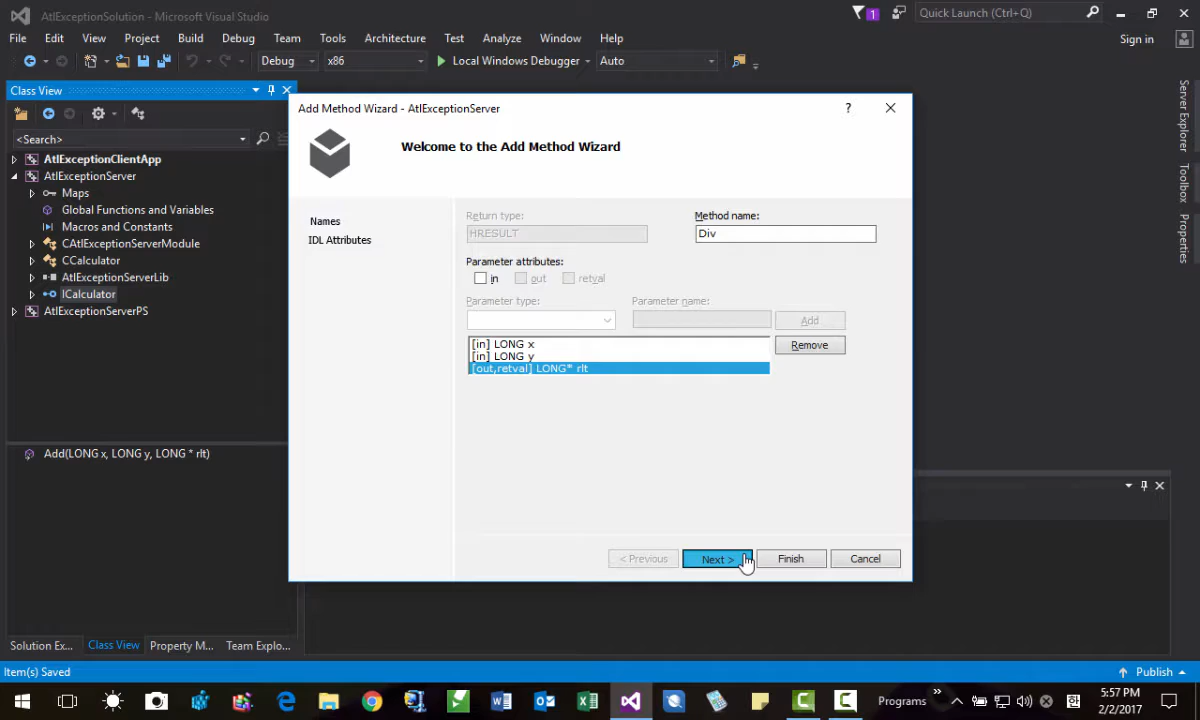 AtlExceptionSolution - Microsoft Visual Studio
1
Quick Launch (Ctrl+Q)
File Edit View Project Build Debug Team Tools Architecture Test Analyze Window Help
Sign in
Debug x86 Local Windows Debugger Auto
Class View
<Search>
AtlExceptionClientApp
AtlExceptionServer
Maps
Global Functions and Variables
Macros and Constants
CAtlExceptionServerModule
CCalculator
AtlExceptionServerLib
ICalculator
AtlExceptionServerPS
Add(LONG x, LONG y, LONG * rlt)
Solution Ex... Class View Property M... Team Explo...
Add Method Wizard - AtlExceptionServer
?
Welcome to the Add Method Wizard
Names
IDL Attributes
Return type:
HRESULT
Method name:
Div
Parameter attributes:
in out retval
Parameter type:
Parameter name:
Add
[in] LONG x
[in] LONG y
[out,retval] LONG* rlt
Remove
< Previous Next > Finish Cancel
Server Explorer
Toolbox
Properties
Item(s) Saved
Publish
Programs
5:57 PM
2/2/2017